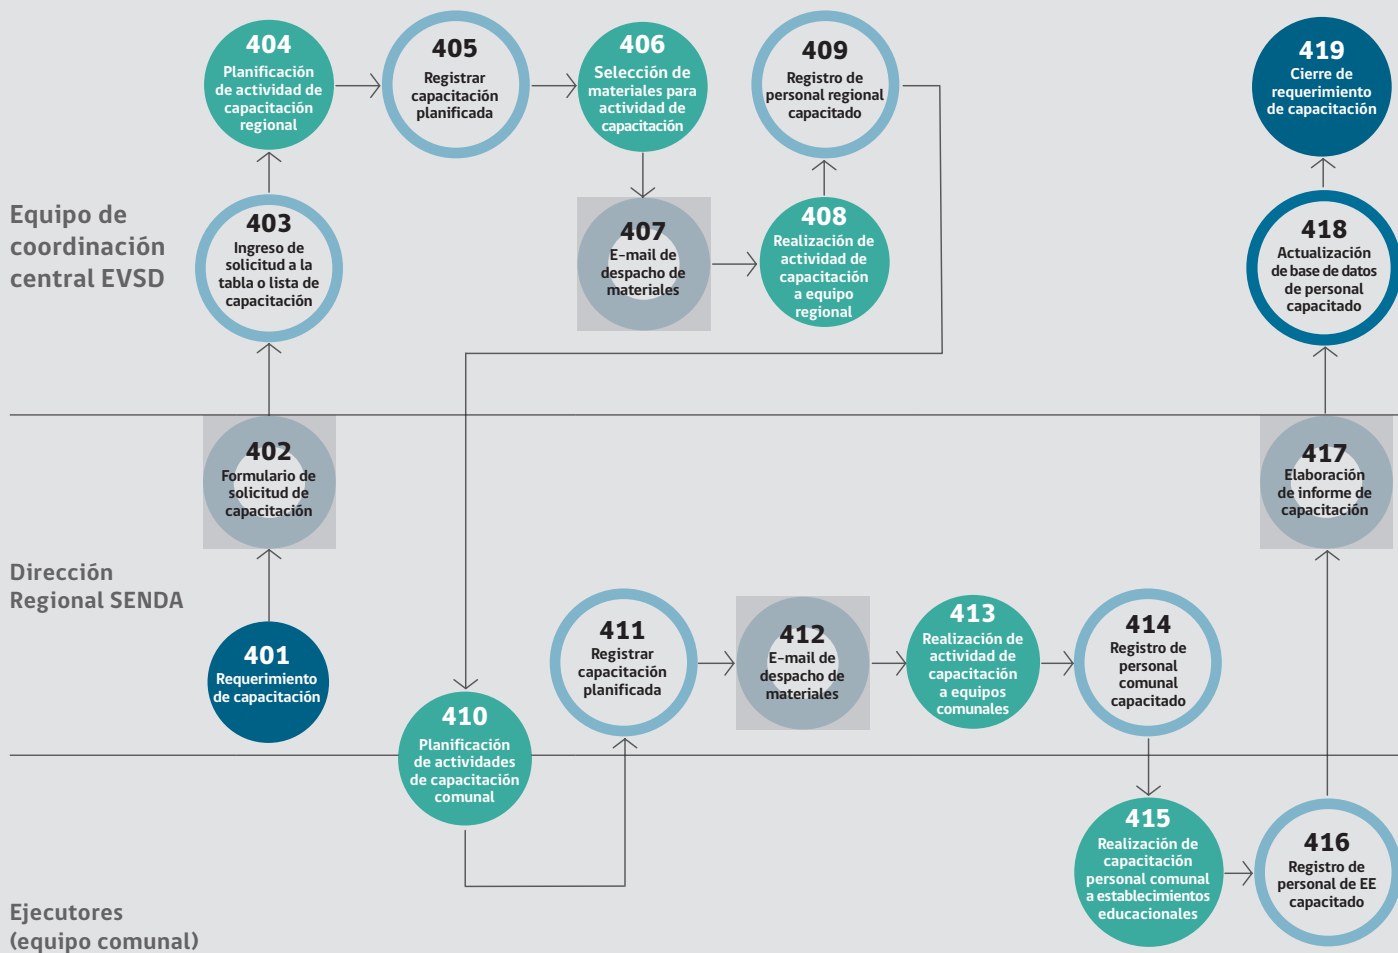 404
Planificación
de actividad de
capacitación
regional
405
Registrar
capacitación
planificada
406
Selección de
materiales para
actividad de
capacitación
409
Registro de
personal regional
capacitado
419
Cierre de
requerimiento
de capacitación
Equipo de
coordinación
central EVSD
403
Ingreso de
solicitud a la
tabla o lista de
capacitación
407
E-mail de
despacho de
materiales
408
Realización de
actividad de
capacitación
a equipo
regional
418
Actualización
de base de datos
de personal
capacitado
402
Formulario de
solicitud de
capacitación
417
Elaboración
de informe de
capacitación
Dirección
Regional SENDA
401
Requerimiento
de capacitación
410
Planificación
de actividades
de capacitación
comunal
411
Registrar
capacitación
planificada
412
E-mail de
despacho de
materiales
413
Realización de
actividad de
capacitación
a equipos
comunales
414
Registro de
personal
comunal
capacitado
415
Realización de
capacitación
personal comunal
a establecimientos
educacionales
416
Registro de
personal de EE
capacitado
Ejecutores
(equipo comunal)